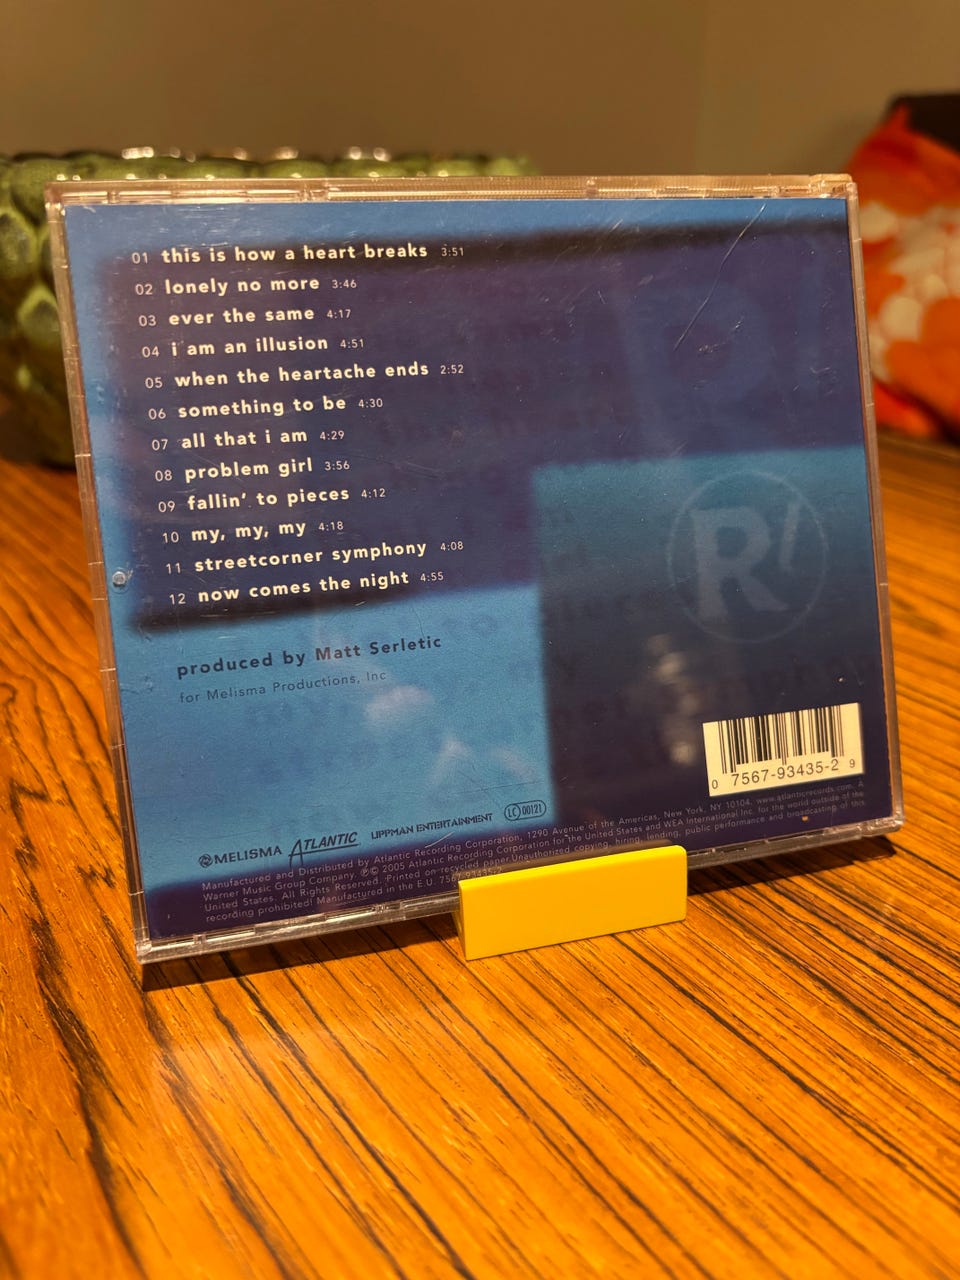 01 this is how a heart breaks 3:51
02 lonely no more 3:46
03 ever the same 4:17
04 i am an illusion 4:51
05 when the heartache ends 2:52
06 something to be 4:30
07 all that i am 4:29
08 problem girl 3:56
09 fallin' to pieces 4:12
10 my, my, my 4:18
11 streetcorner symphony 4:08
12 now comes the night 4:55
produced by Matt Serletic
for Melisma Productions, Inc
R/
0 7567-93435-2 9
MELISMA ATLANTIC LIPPMAN ENTERTAINMENT LC 00121
Manufactured and Distributed by Atlantic Recording Corporation, 1290 Avenue of the Americas, New York, NY 10104. www.atlanticrecords.com. A
Warner Music Group Company. ℗© 2005 Atlantic Recording Corporation for the United States and WEA International Inc. for the world outside of the
United States. All Rights Reserved. Printed on recycled paper. Unauthorized copying, hiring, lending, public performance and broadcasting of this
recording prohibited! Manufactured in the E.U. 7567-93435-2